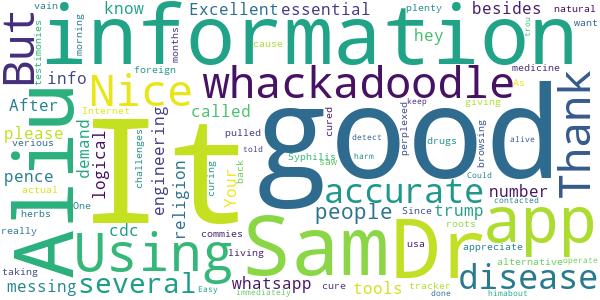 know Excellent essential besides plenty natural
vain months morning hey As want
But information cause foreign medicine
testimonies Nice whackadoodle
info After please Aliu It good Thank
called pulled cured perplexed keep browsing
demand logical engineering Internet giving
drugs told Syphilis detect alive
pence verious challenges curing back saw harm Could contacted
accurate number
religion Your people Since trump appreciate
actual herbs One cdc Using Sam Dr app
really commies roots alternative trou
taking living whatsapp usa tools disease
messing several cure tracker operate
Easy Immediately done himabout